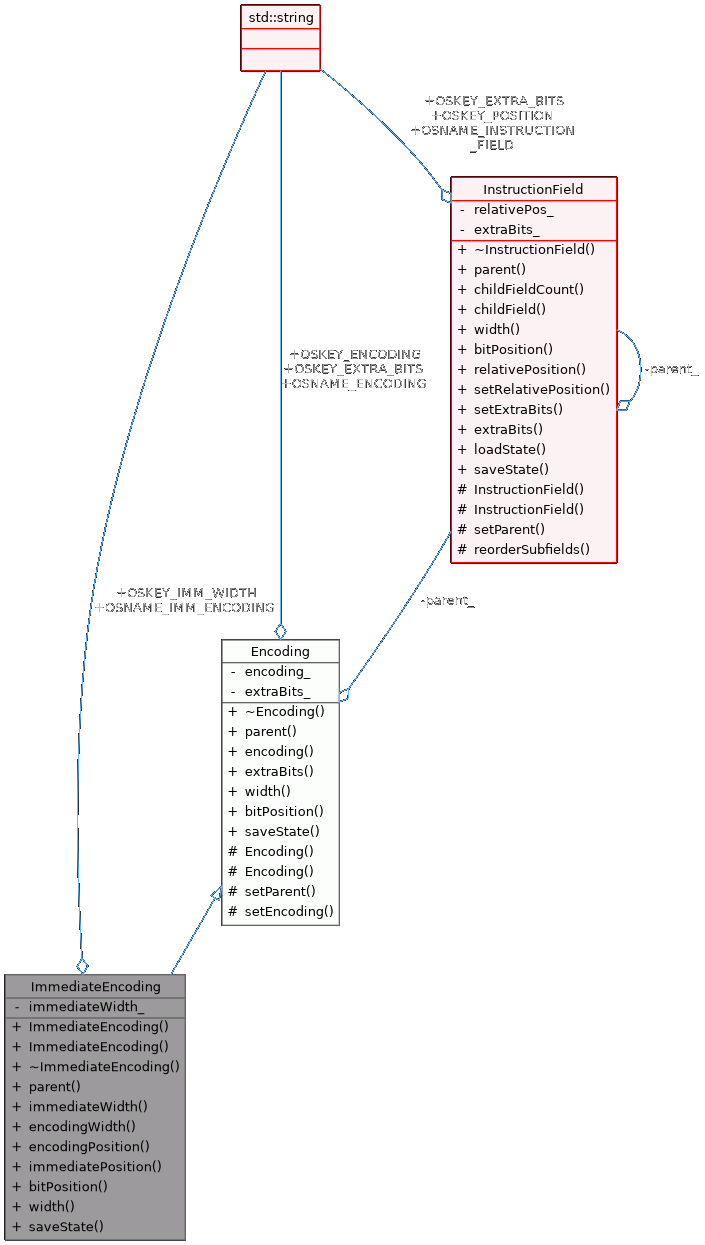 std::string
+OSKEY_EXTRA_BITS
+OSKEY_POSITION
+OSNAME_INSTRUCTION
_FIELD
InstructionField
- relativePos_
- extraBits_
+ ~InstructionField()
+ parent()
+ childFieldCount()
+ childField()
+ width()
+ bitPosition()
+ relativePosition()
+ setRelativePosition()
+ setExtraBits()
+ extraBits()
+ loadState()
+ saveState()
# InstructionField()
# InstructionField()
# setParent()
# reorderSubfields()
-parent_
+OSKEY_ENCODING
+OSKEY_EXTRA_BITS
+OSNAME_ENCODING
+OSKEY_IMM_WIDTH
+OSNAME_IMM_ENCODING
-parent_
Encoding
- encoding_
- extraBits_
+ ~Encoding()
+ parent()
+ encoding()
+ extraBits()
+ width()
+ bitPosition()
+ saveState()
# Encoding()
# Encoding()
# setParent()
# setEncoding()
ImmediateEncoding
- immediateWidth_
+ ImmediateEncoding()
+ ImmediateEncoding()
+ ~ImmediateEncoding()
+ parent()
+ immediateWidth()
+ encodingWidth()
+ encodingPosition()
+ immediatePosition()
+ bitPosition()
+ width()
+ saveState()